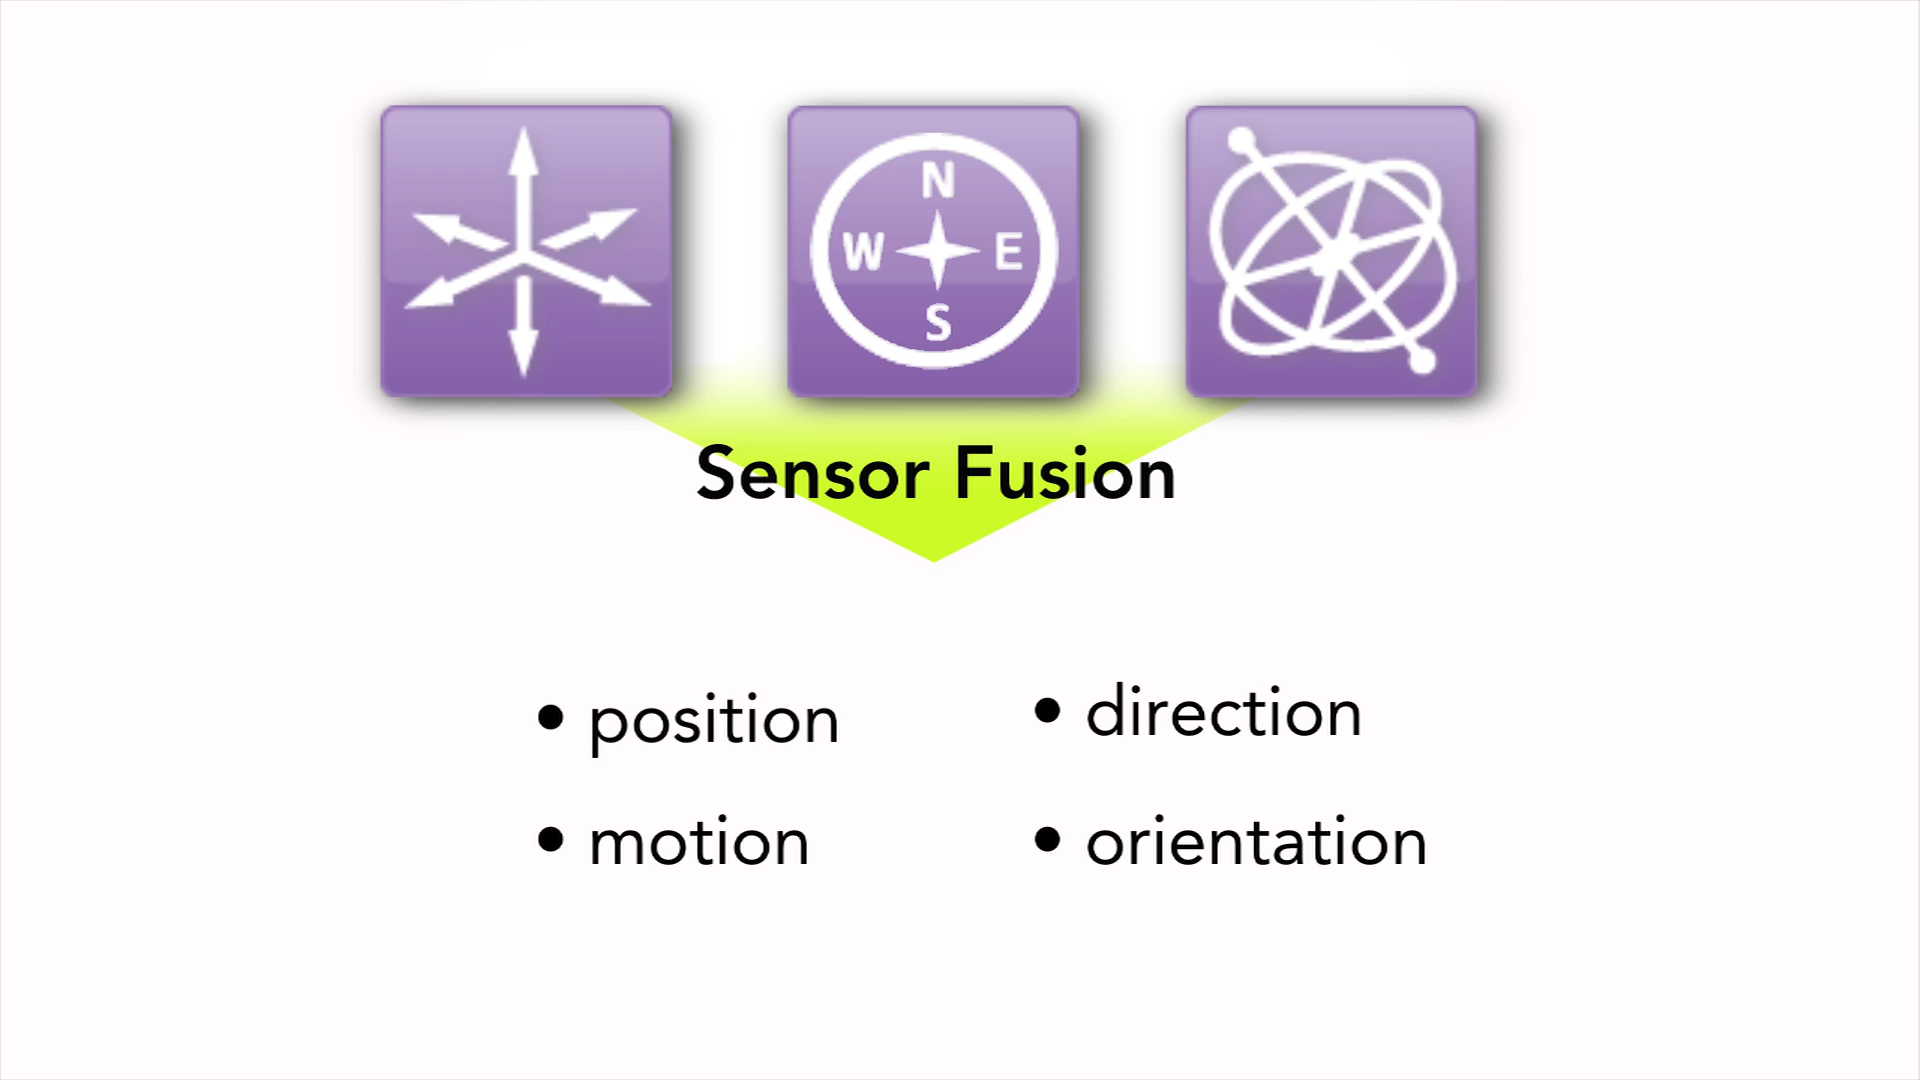 N
W E
S
Sensor Fusion
• position
• direction
• motion
• orientation